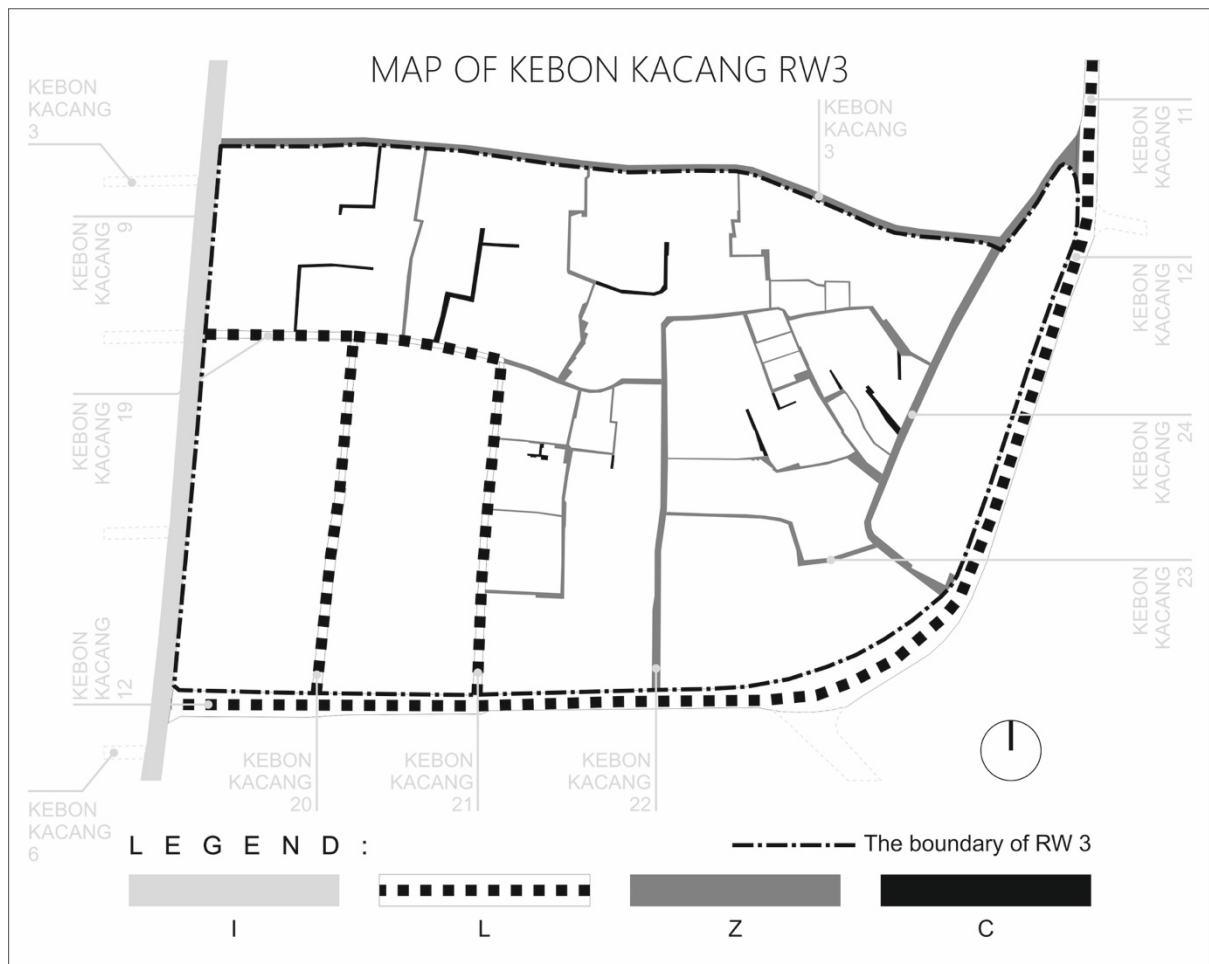 MAP OF KEBON KACANG RW3
KEBON
KACANG
3
KEBON
KACANG
3
KEBON
KACANG
11
KEBON
KACANG
9
KEBON
KACANG
12
KEBON
KACANG
19
KEBON
KACANG
24
KEBON
KACANG
23
KEBON
KACANG
12
KEBON
KACANG
20
KEBON
KACANG
21
KEBON
KACANG
22
KEBON
KACANG
6
L E G E N D :
The boundary of RW 3
I
L
Z
C